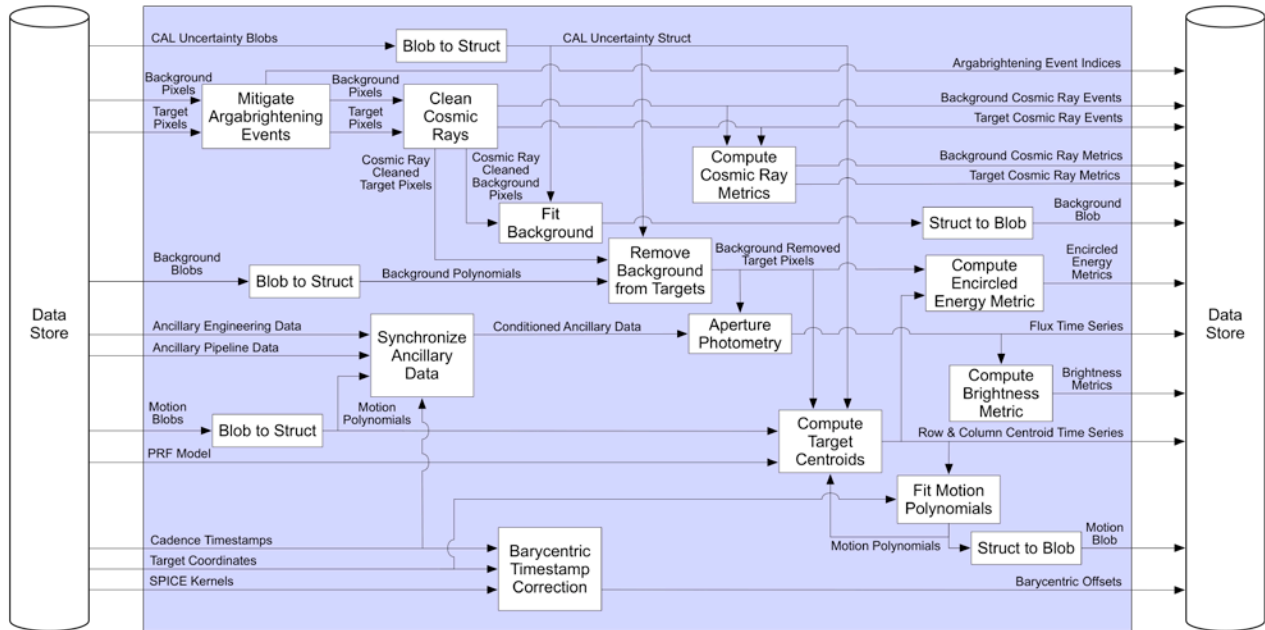 CAL Uncertainty Blobs
Blob to Struct
CAL Uncertainty Struct
Argabrightening Event Indices
Background
Pixels
Target
Pixels
Mitigate
Argabrightening
Events
Background
Pixels
Target
Pixels
Clean
Cosmic
Rays
Background Cosmic Ray Events
Target Cosmic Ray Events
Cosmic Ray
Cleaned
Target Pixels
Cosmic Ray
Cleaned
Background
Pixels
Compute
Cosmic Ray
Metrics
Background Cosmic Ray Metrics
Target Cosmic Ray Metrics
Fit
Background
Struct to Blob
Background
Blob
Background
Blobs
Blob to Struct
Background Polynomials
Remove
Background
from Targets
Background Removed
Target Pixels
Compute
Encircled
Energy Metric
Encircled
Energy
Metrics
Data
Store
Ancillary Engineering Data
Ancillary Pipeline Data
Synchronize
Ancillary
Data
Conditioned Ancillary Data
Aperture
Photometry
Flux Time Series
Data
Store
Compute
Brightness
Metric
Brightness
Metrics
Motion
Blobs
Blob to Struct
Motion
Polynomials
Compute
Target
Centroids
Row & Column Centroid Time Series
PRF Model
Fit Motion
Polynomials
Motion Polynomials
Struct to Blob
Motion
Blob
Cadence Timestamps
Target Coordinates
SPICE Kernels
Barycentric
Timestamp
Correction
Barycentric Offsets